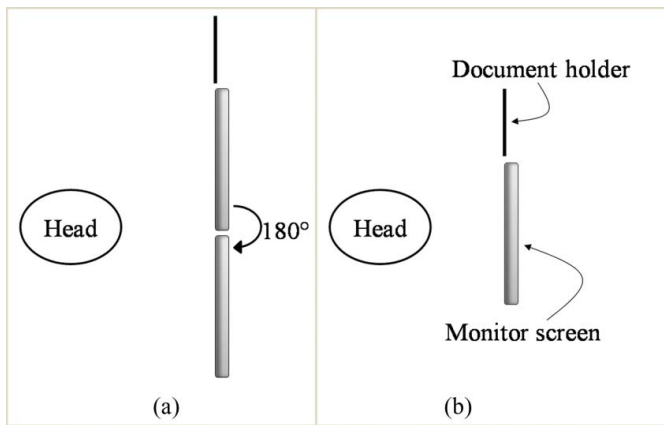 Head
180°
(a)
Document holder
Head
Monitor screen
(b)